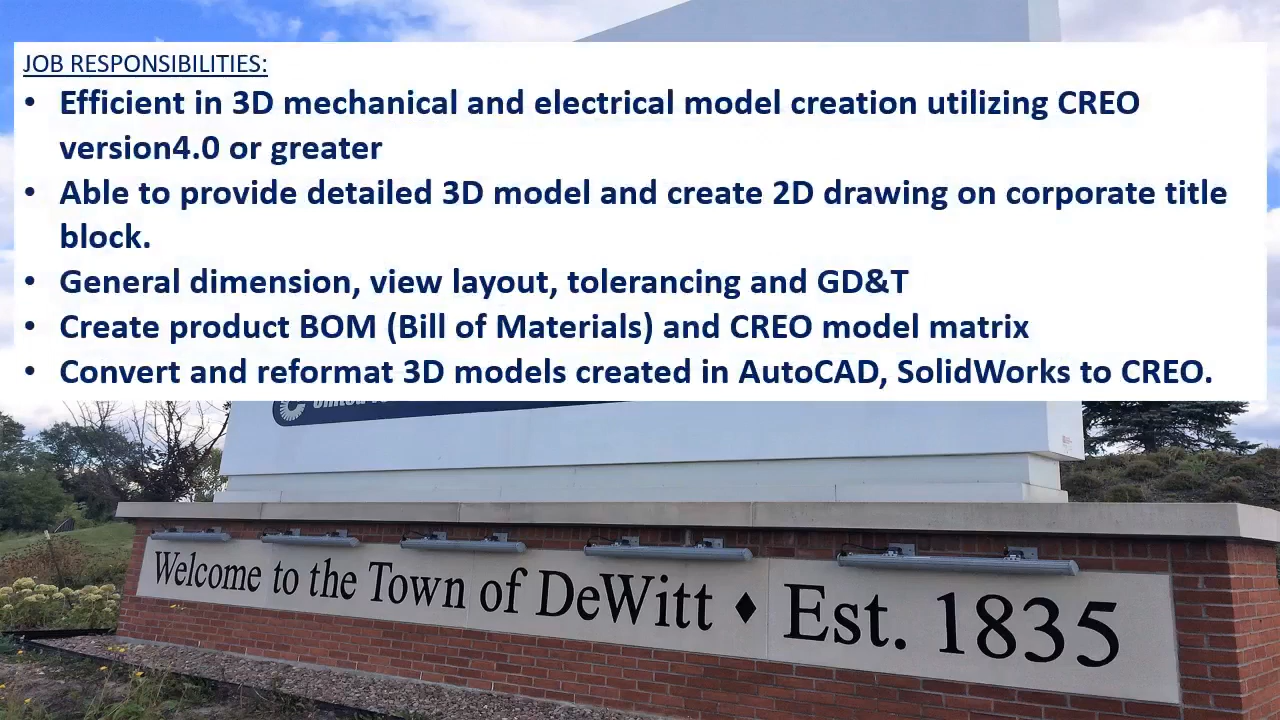 JOB RESPONSIBILITIES:
• Efficient in 3D mechanical and electrical model creation utilizing CREO
version4.0 or greater
• Able to provide detailed 3D model and create 2D drawing on corporate title
block.
• General dimension, view layout, tolerancing and GD&T
• Create product BOM (Bill of Materials) and CREO model matrix
• Convert and reformat 3D models created in AutoCAD, SolidWorks to CREO.
Welcome to the Town of DeWitt ♦ Est. 1835